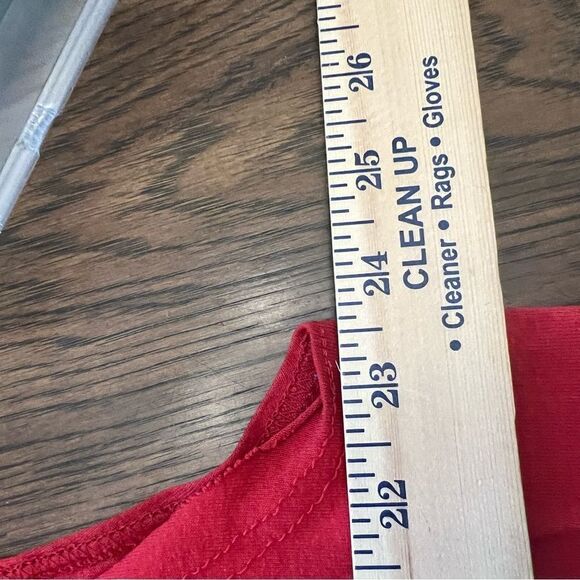 26
25
24
23
22
CLEAN UP
• Cleaner • Rags • Gloves